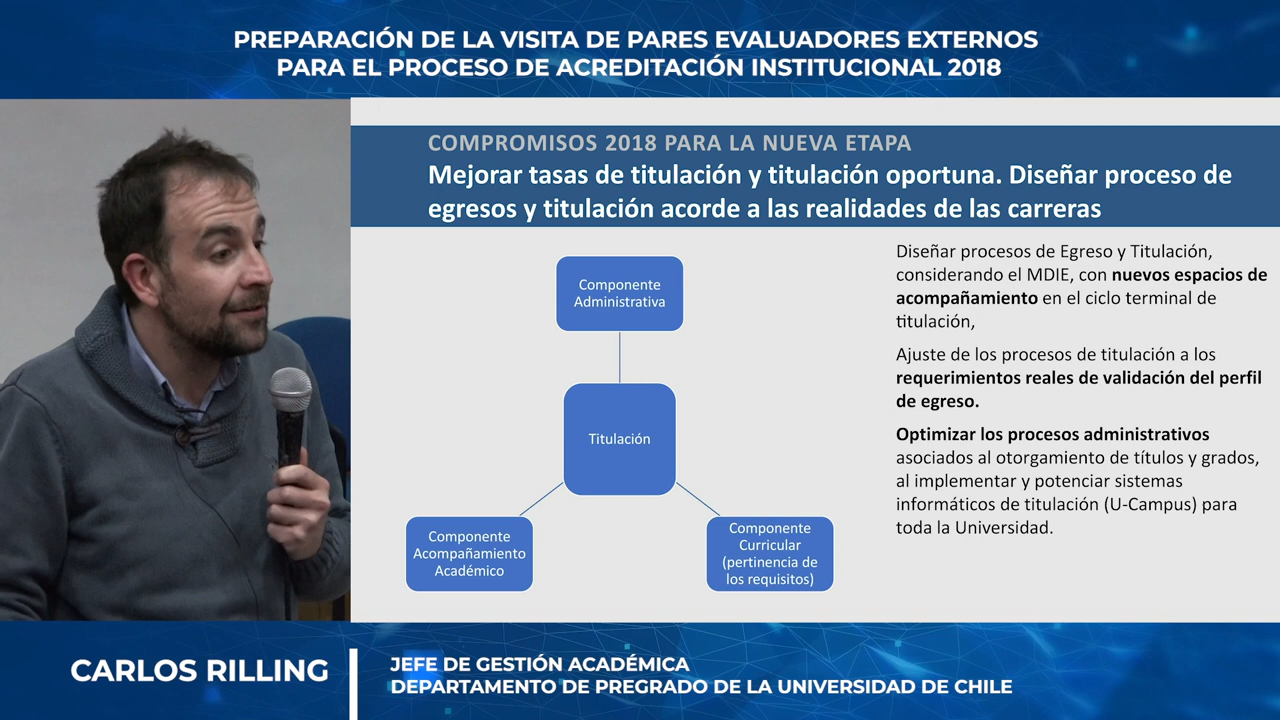 PREPARACIÓN DE LA VISITA DE PARES EVALUADORES EXTERNOS
PARA EL PROCESO DE ACREDITACIÓN INSTITUCIONAL 2018
COMPROMISOS 2018 PARA LA NUEVA ETAPA
Mejorar tasas de titulación y titulación oportuna. Diseñar proceso de
egresos y titulación acorde a las realidades de las carreras
Componente
Administrativa
Titulación
Componente
Acompañamiento
Académico
Componente
Curricular
(pertinencia de
los requisitos)
Diseñar procesos de Egreso y Titulación,
considerando el MDIE, con nuevos espacios de
acompañamiento en el ciclo terminal de
titulación,
Ajuste de los procesos de titulación a los
requerimientos reales de validación del perfil
de egreso.
Optimizar los procesos administrativos
asociados al otorgamiento de títulos y grados,
al implementar y potenciar sistemas
informáticos de titulación (U-Campus) para
toda la Universidad.
CARLOS RILLING
JEFE DE GESTIÓN ACADÉMICA
DEPARTAMENTO DE PREGRADO DE LA UNIVERSIDAD DE CHILE